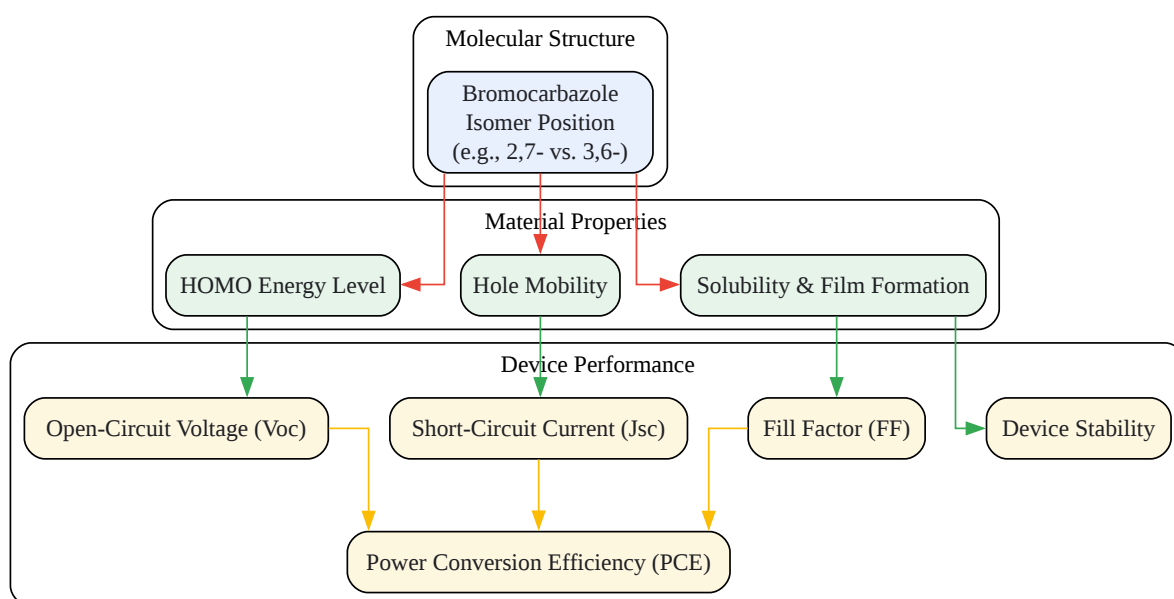 Molecular Structure
Bromocarbazole
Isomer Position
(e.g., 2,7- vs. 3,6-)
Material Properties
HOMO Energy Level
Hole Mobility
Solubility & Film Formation
Device Performance
Open-Circuit Voltage (Voc)
Short-Circuit Current (Jsc)
Fill Factor (FF)
Device Stability
Power Conversion Efficiency (PCE)